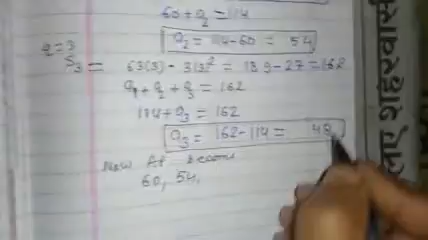 60 + a₂ = 114
a₂ = 114-60 = 54
n = 3
S₃ = 63(3) - 3(3)² = 189 - 27 = 162
a₁ + a₂ + a₃ = 162
114 + a₃ = 162
a₃ = 162 - 114 = 48
Now AP becom
60, 54,